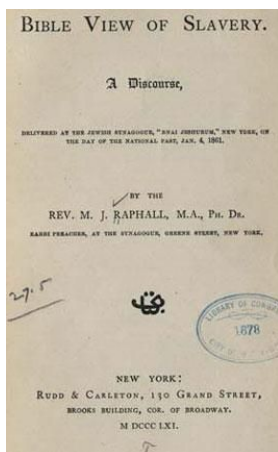 BIBLE VIEW OF SLAVERY.
A Discourse,
DELIVERED AT THE JEWISH SYNAGOGUE, "BNAI JESHURUM," NEW YORK, ON
THE DAY OF THE NATIONAL FAST, JAN. 4, 1861.
BY THE
REV. M. J. RAPHALL, M.A., PH. DR.
RABBI PREACHER, AT THE SYNAGOGUE, GREENE STREET, NEW YORK.
27.5
LIBRARY OF CONGRESS
1878
NEW YORK:
RUDD & CARLETON, 130 GRAND STREET,
BROOKS BUILDING, COR. OF BROADWAY.
M DCCC LXI.